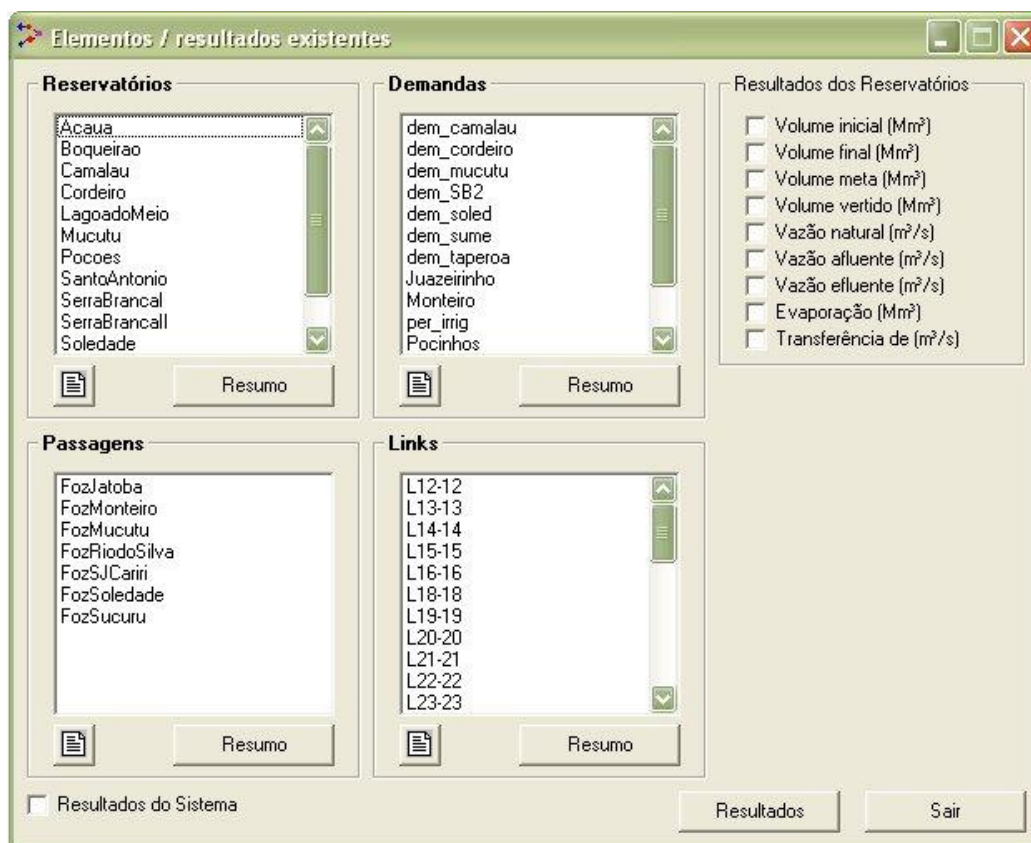 Elementos / resultados existentes
Reservatórios
Acaua
Boqueirao
Camalau
Cordeiro
LagoadoMeio
Mucutu
Pocoes
SantoAntonio
SerraBrancaI
SerraBrancaII
Soledade
Resumo
Demandas
dem_camalau
dem_cordeiro
dem_mucutu
dem_SB2
dem_soled
dem_sume
dem_taperoa
Juazeirinho
Monteiro
per_irrig
Pocinhos
Resumo
Resultados dos Reservatórios
Volume inicial (Mm³)
Volume final (Mm³)
Volume meta (Mm³)
Volume vertido (Mm³)
Vazão natural (m³/s)
Vazão afluente (m³/s)
Vazão efluente (m³/s)
Evaporação (Mm³)
Transferência de (m³/s)
Passagens
FozJatoba
FozMonteiro
FozMucutu
FozRiodoSilva
FozSJCariri
FozSoledade
FozSucuru
Resumo
Links
L12-12
L13-13
L14-14
L15-15
L16-16
L18-18
L19-19
L20-20
L21-21
L22-22
L23-23
Resumo
Resultados do Sistema
Resultados
Sair